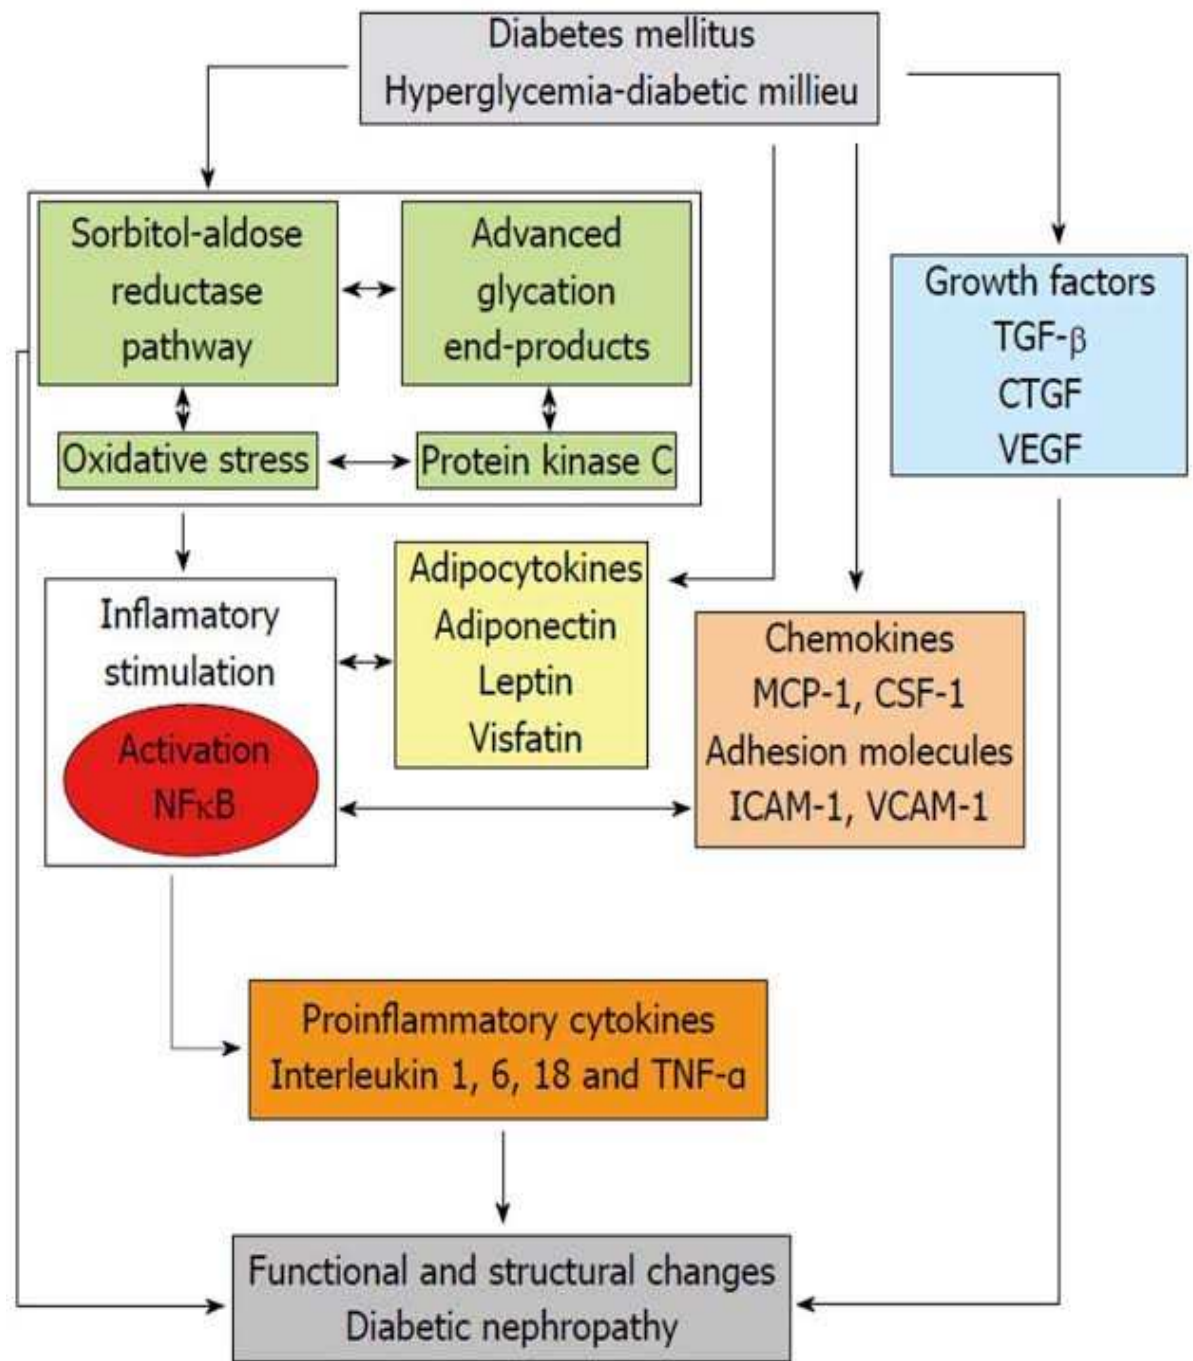 Diabetes mellitus
Hyperglycemia-diabetic millieu
Sorbitol-aldose
reductase
pathway
Advanced
glycation
end-products
Oxidative stress
Protein kinase C
Growth factors
TGF-β
CTGF
VEGF
Inflamatory
stimulation
Activation
NFκB
Adipocytokines
Adiponectin
Leptin
Visfatin
Chemokines
MCP-1, CSF-1
Adhesion molecules
ICAM-1, VCAM-1
Proinflammatory cytokines
Interleukin 1, 6, 18 and TNF-α
Functional and structural changes
Diabetic nephropathy